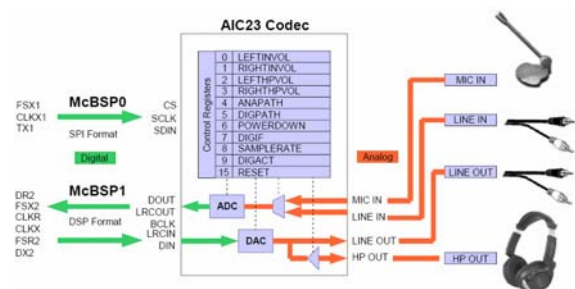 AIC23 Codec
Control Registers
0 LEFTINVOL
1 RIGHTINVOL
2 LEFTHPVOL
3 RIGHTHPVOL
4 ANAPATH
5 DIGPATH
6 POWERDOWN
7 DIGIF
8 SAMPLERATE
9 DIGACT
15 RESET
FSX1
CLKX1
TX1
McBSP0
SPI Format
CS
SCLK
SDIN
Digital
Analog
McBSP1
DSP Format
DR2
FSX2
CLKR
CLKX
FSR2
DX2
DOUT
LRCOUT
BCLK
LRCIN
DIN
ADC
DAC
MIC IN
LINE IN
LINE OUT
HP OUT
MIC IN
LINE IN
LINE OUT
HP OUT